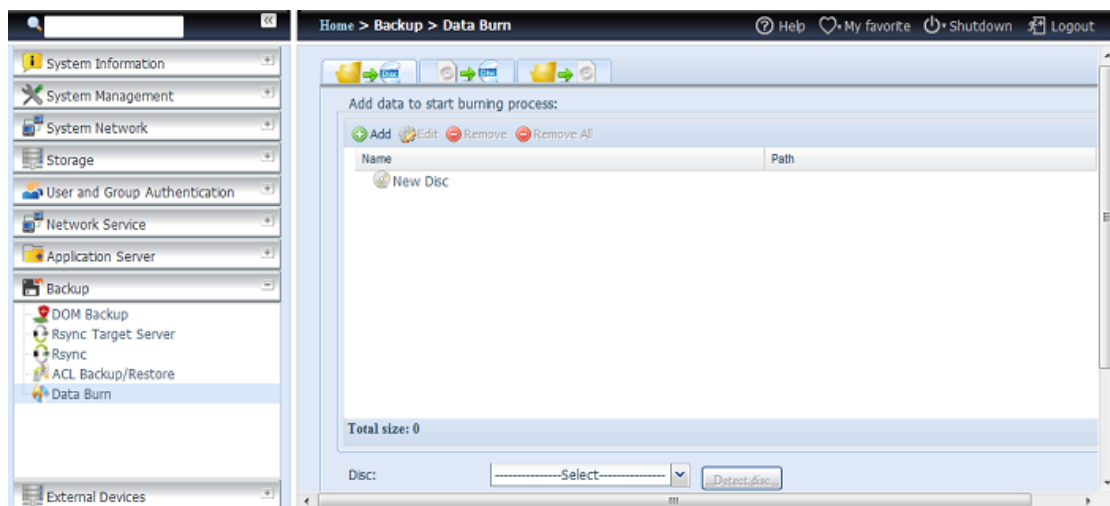 Home > Backup > Data Burn
Help
My favorite
Shutdown
Logout
System Information
System Management
System Network
Storage
User and Group Authentication
Network Service
Application Server
Backup
DOM Backup
Rsync Target Server
Rsync
ACL Backup/Restore
Data Burn
External Devices
Disc
Disc
Add data to start burning process:
Add Edit Remove Remove All
Name Path
New Disc
Total size: 0
Disc: ---------------Select--------------- Detect disc